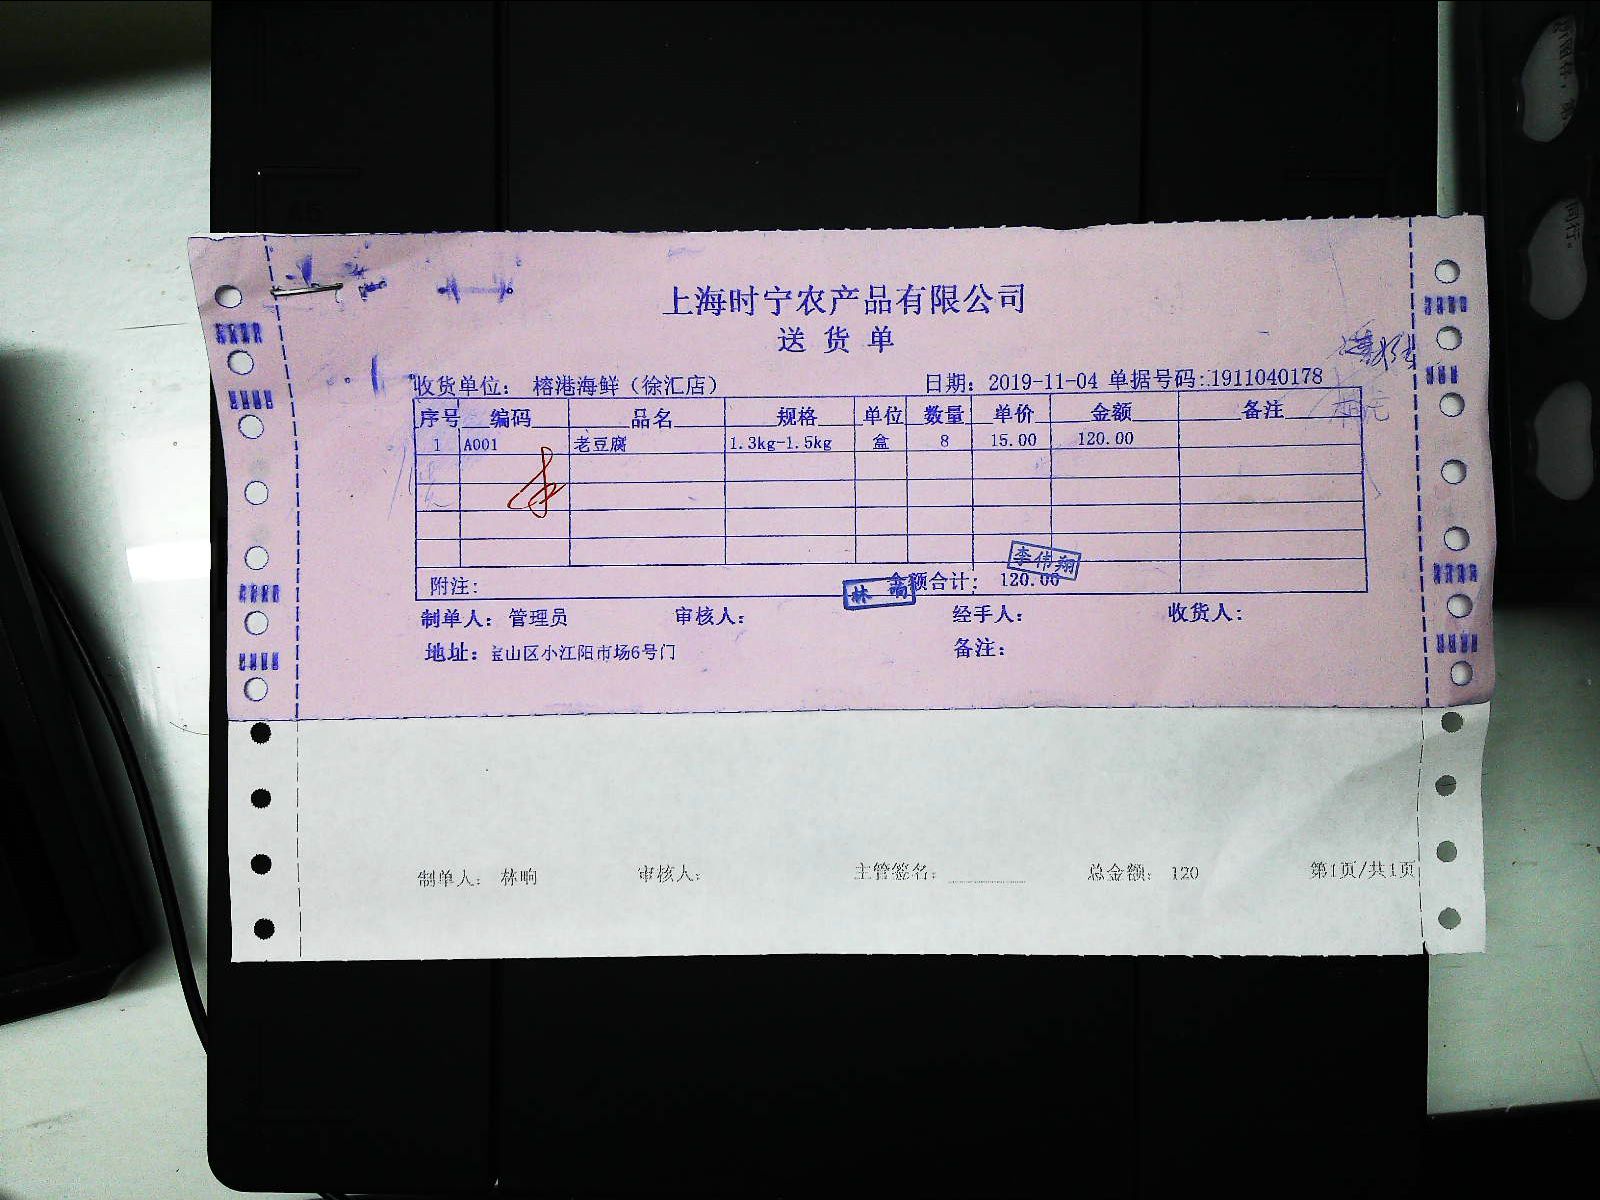 上海时宁农产品有限公司
送货单
收货单位： 榕港海鲜（徐汇店） 日期：2019-11-04 单据号码：1911040178
序号 编码 品名 规格 单位 数量 单价 金额 备注
1 A001 老豆腐 1.3kg-1.5kg 盒 8 15.00 120.00
李伟翔
附注： 金额合计： 120.00
林
制单人： 管理员 审核人： 经手人： 收货人：
地址：宝山区小江阳市场6号门 备注：
制单人： 林响 审核人： 主管签名： 总金额： 120 第1页/共1页